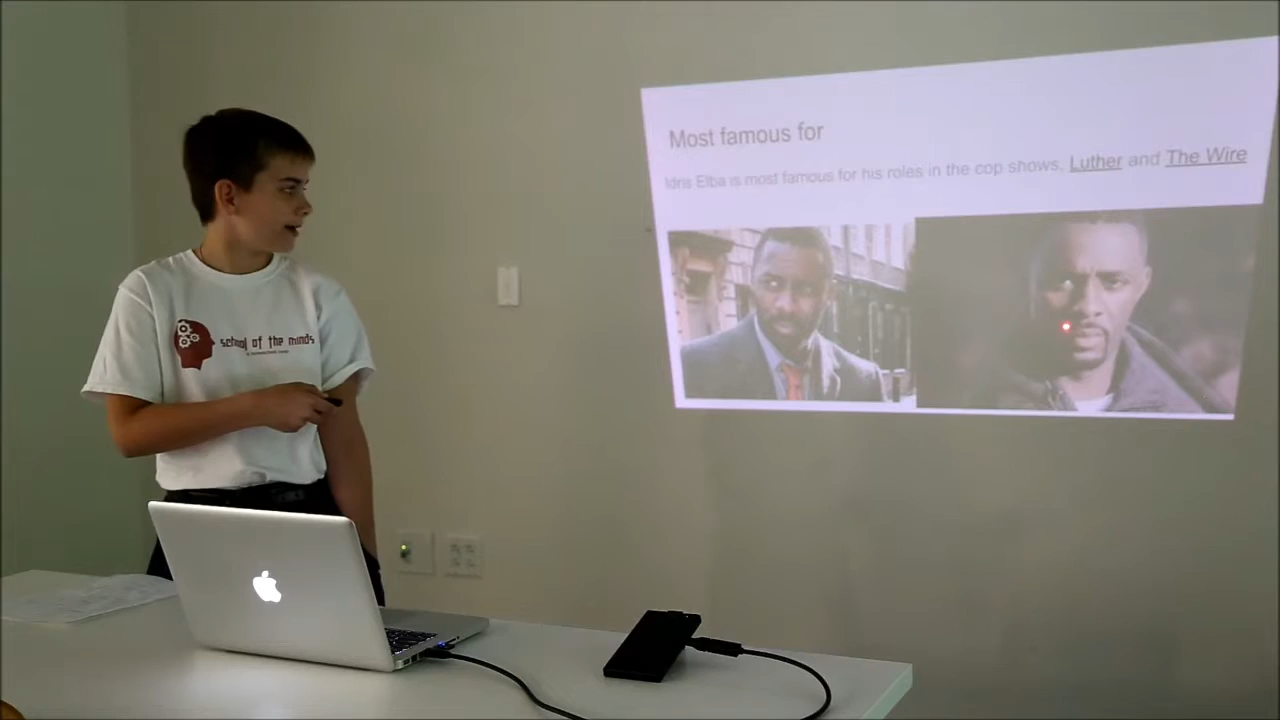 Most famous for
Idris Elba is most famous for his roles in the cop shows, Luther and The Wire
school of the minds